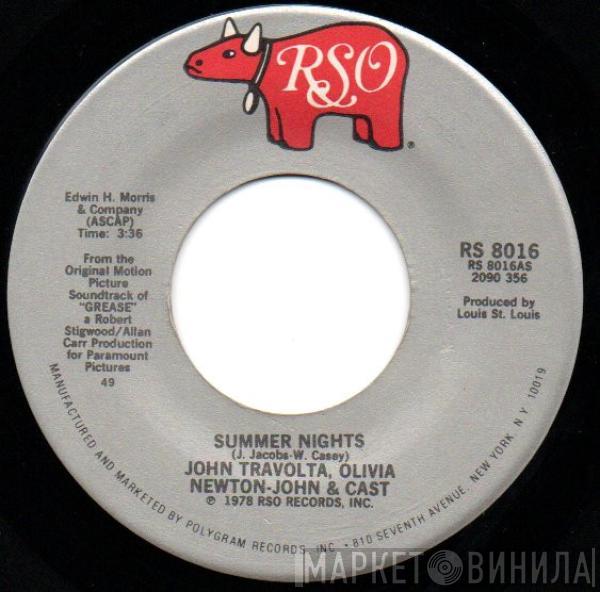 RSO
®
Edwin H. Morris
& Company
(ASCAP)
Time: 3:36
From the
Original Motion
Picture
Soundtrack of
"GREASE"
a Robert
Stigwood/Allan
Carr Production
for Paramount
Pictures
49
RS 8016
RS 8016AS
2090 356
Produced by
Louis St. Louis
SUMMER NIGHTS
(J. Jacobs-W. Casey)
JOHN TRAVOLTA, OLIVIA
NEWTON-JOHN & CAST
℗ 1978 RSO RECORDS, INC.
MANUFACTURED AND MARKETED BY POLYGRAM RECORDS INC • 810 SEVENTH AVENUE, NEW YORK, N.Y. 10019
МАРКЕТ ВИНИЛА